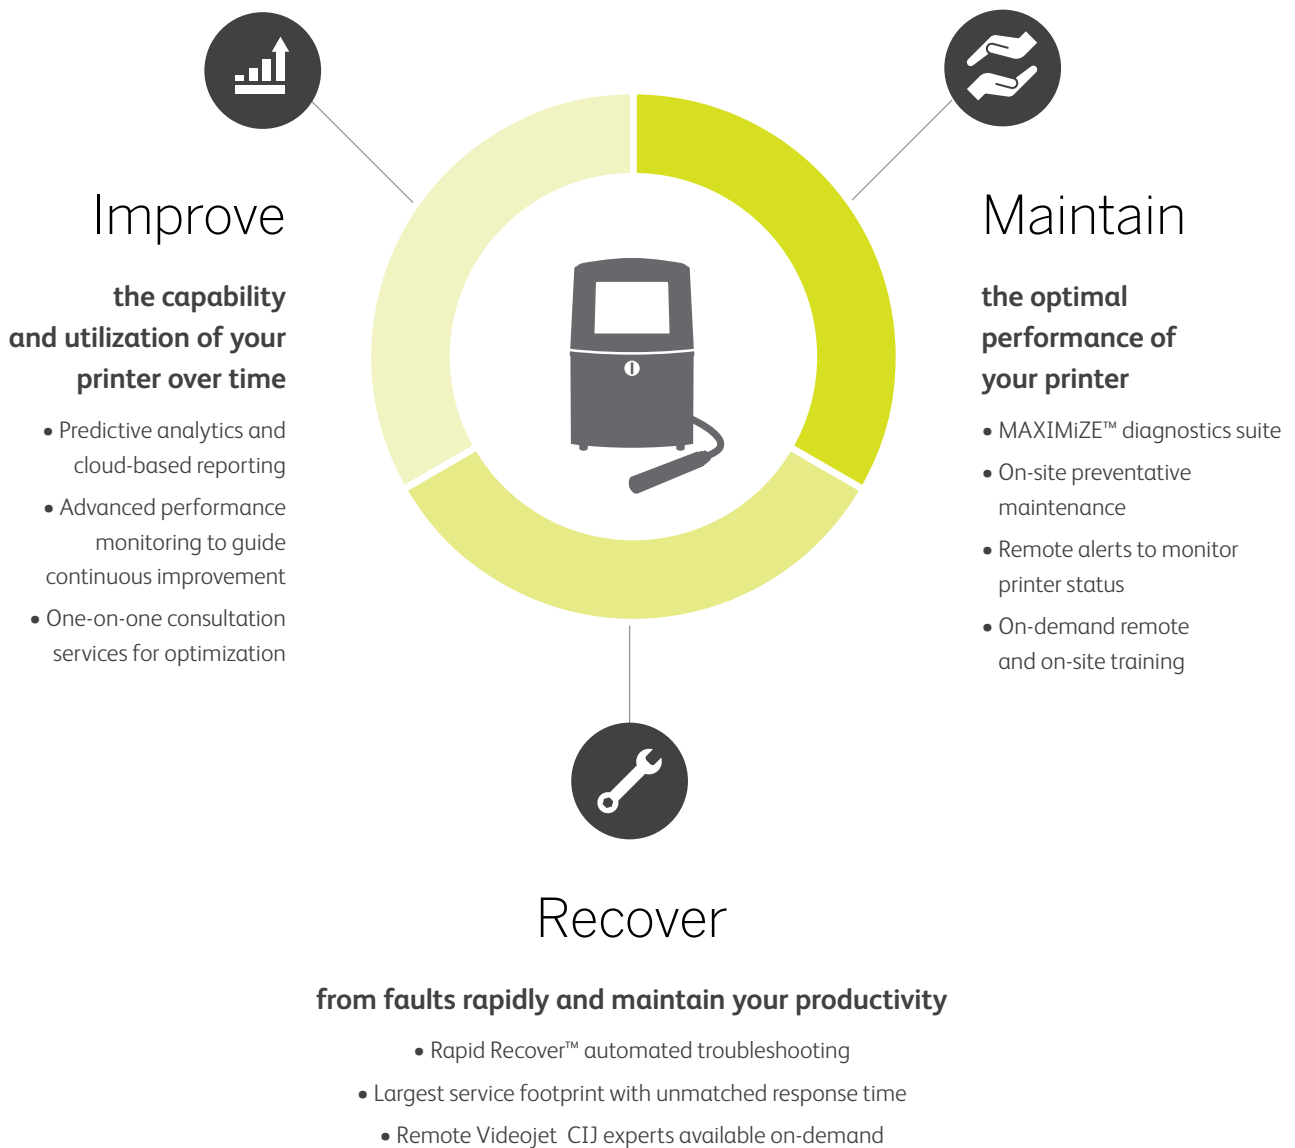 Improve
the capability
and utilization of your
printer over time
• Predictive analytics and
cloud-based reporting
• Advanced performance
monitoring to guide
continuous improvement
• One-on-one consultation
services for optimization
Maintain
the optimal
performance of
your printer
• MAXIMiZE™ diagnostics suite
• On-site preventative
maintenance
• Remote alerts to monitor
printer status
• On-demand remote
and on-site training
Recover
from faults rapidly and maintain your productivity
• Rapid Recover™ automated troubleshooting
• Largest service footprint with unmatched response time
• Remote Videojet CIJ experts available on-demand